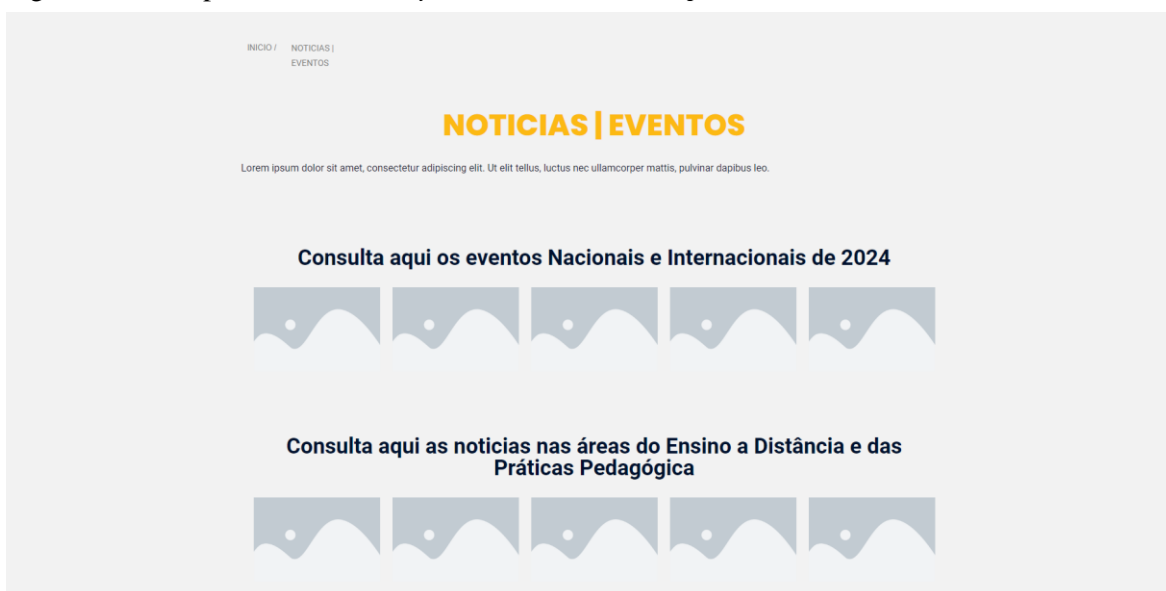 INICIO / NOTICIAS |
EVENTOS
NOTICIAS | EVENTOS
Lorem ipsum dolor sit amet, consectetur adipiscing elit. Ut elit tellus, luctus nec ullamcorper mattis, pulvinar dapibus leo.
Consulta aqui os eventos Nacionais e Internacionais de 2024
Consulta aqui as noticias nas áreas do Ensino a Distância e das
Práticas Pedagógica